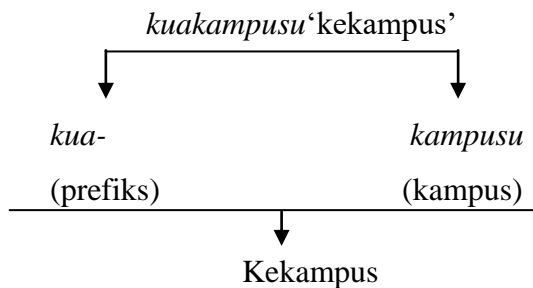 kuakampusu‘kekampus’
kua- kampusu
(prefiks) (kampus)
Kekampus